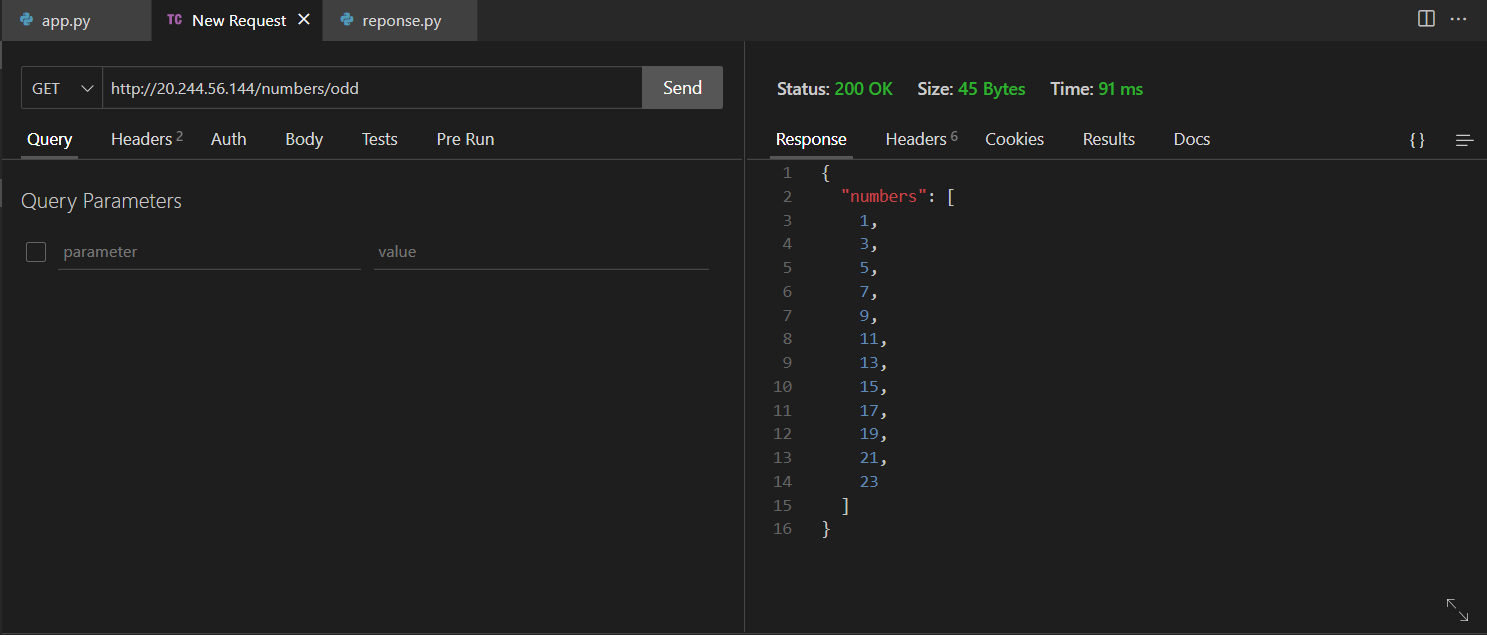 app.py TC New Request × reponse.py ...
GET http://20.244.56.144/numbers/odd Send
Query Headers 2 Auth Body Tests Pre Run
Query Parameters
parameter value
Status: 200 OK Size: 45 Bytes Time: 91 ms
Response Headers 6 Cookies Results Docs {}
1 {
2 "numbers": [
3 1,
4 3,
5 5,
6 7,
7 9,
8 11,
9 13,
10 15,
11 17,
12 19,
13 21,
14 23
15 ]
16 }